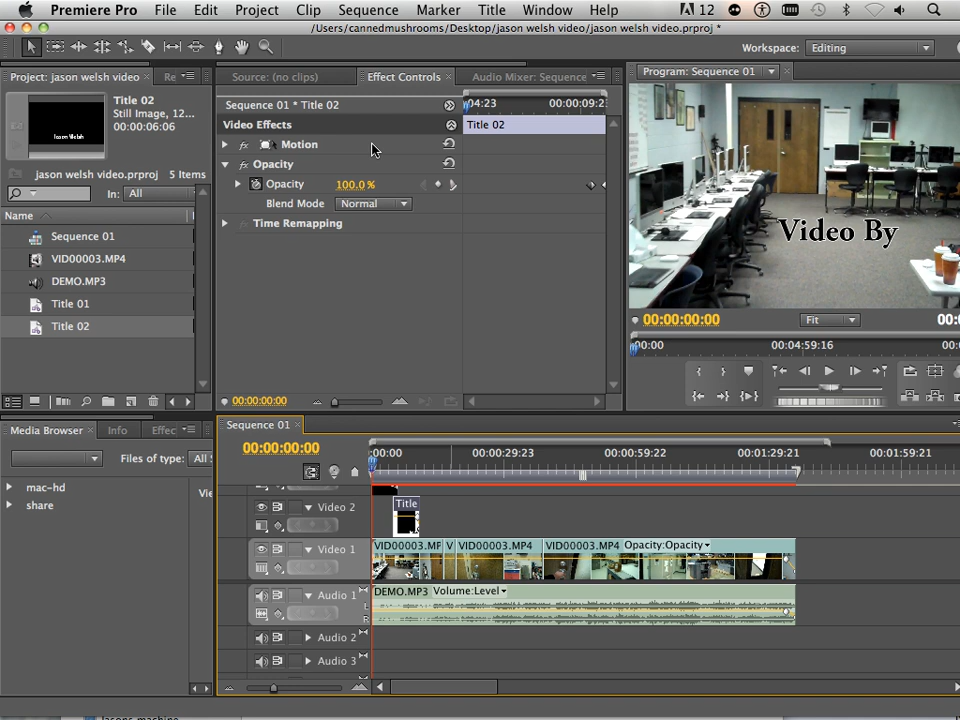 Premiere Pro File Edit Project Clip Sequence Marker Title Window Help 12
/Users/cannedmushrooms/Desktop/jason welsh video/jason welsh video.prproj *
Workspace: Editing
Project: jason welsh video Re
Title 02
Still Image, 12...
00:00:06:06
jason welsh video.prproj 5 Items
In: All
Name
Sequence 01
VID00003.MP4
DEMO.MP3
Title 01
Title 02
Source: (no clips) Effect Controls Audio Mixer: Sequence
Sequence 01 * Title 02
Video Effects
fx Motion
fx Opacity
Opacity 100.0 %
Blend Mode Normal
Time Remapping
00:00:00:00
04:23 00:00:09:2
Title 02
Program: Sequence 01
Video By
00:00:00:00 Fit 00:
00:00 00:04:59:16 00:
Media Browser Info Effec
Files of type: All
mac-hd
share
Vie
Sequence 01
00:00:00:00
:00:00 00:00:29:23 00:00:59:22 00:01:29:21 00:01:59:21
Video 2
Title
Video 1
VID00003.MP V VID00003.MP4 VID00003.MP4 Opacity:Opacity
Audio 1
L
R
DEMO.MP3 Volume:Level
Audio 2
Audio 3